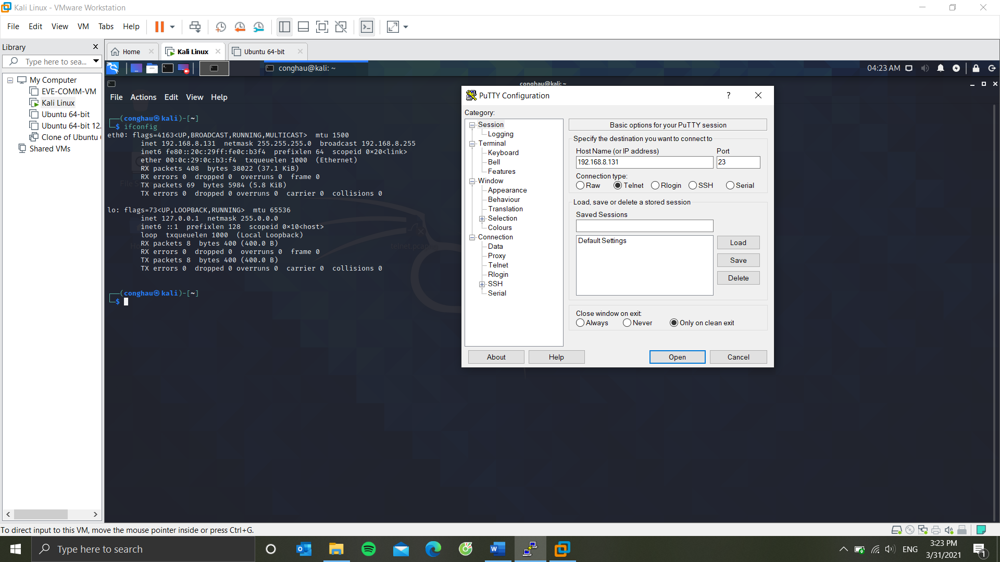 Kali Linux - VMware Workstation
File Edit View VM Tabs Help
Library
Type here to sea...
My Computer
EVE-COMM-VM
Kali Linux
Ubuntu 64-bit
Ubuntu 64-bit 12.
Clone of Ubuntu
Shared VMs
Home
Kali Linux
Ubuntu 64-bit
conghau@kali: ~
04:23 AM
conghau@kali: ~
File Actions Edit View Help
(conghau㉿kali)-[~]
$ ifconfig
eth0: flags=4163<UP,BROADCAST,RUNNING,MULTICAST>  mtu 1500
inet 192.168.8.131  netmask 255.255.255.0  broadcast 192.168.8.255
inet6 fe80::20c:29ff:fe0c:b3f4  prefixlen 64  scopeid 0×20<link>
ether 00:0c:29:0c:b3:f4  txqueuelen 1000  (Ethernet)
RX packets 408  bytes 38022 (37.1 KiB)
RX errors 0  dropped 0  overruns 0  frame 0
TX packets 69  bytes 5984 (5.8 KiB)
TX errors 0  dropped 0 overruns 0  carrier 0  collisions 0
lo: flags=73<UP,LOOPBACK,RUNNING>  mtu 65536
inet 127.0.0.1  netmask 255.0.0.0
inet6 ::1  prefixlen 128  scopeid 0×10<host>
loop  txqueuelen 1000  (Local Loopback)
RX packets 8  bytes 400 (400.0 B)
RX errors 0  dropped 0  overruns 0  frame 0
TX packets 8  bytes 400 (400.0 B)
TX errors 0  dropped 0 overruns 0  carrier 0  collisions 0
(conghau㉿kali)-[~]
$
PuTTY Configuration
?
Category:
Session
Logging
Terminal
Keyboard
Bell
Features
Window
Appearance
Behaviour
Translation
Selection
Colours
Connection
Data
Proxy
Telnet
Rlogin
SSH
Serial
Basic options for your PuTTY session
Specify the destination you want to connect to
Host Name (or IP address) Port
192.168.8.131 23
Connection type:
Raw Telnet Rlogin SSH Serial
Load, save or delete a stored session
Saved Sessions
Default Settings
Load
Save
Delete
Close window on exit:
Always Never Only on clean exit
About Help Open Cancel
To direct input to this VM, move the mouse pointer inside or press Ctrl+G.
Type here to search
ENG
3:23 PM
3/31/2021
1